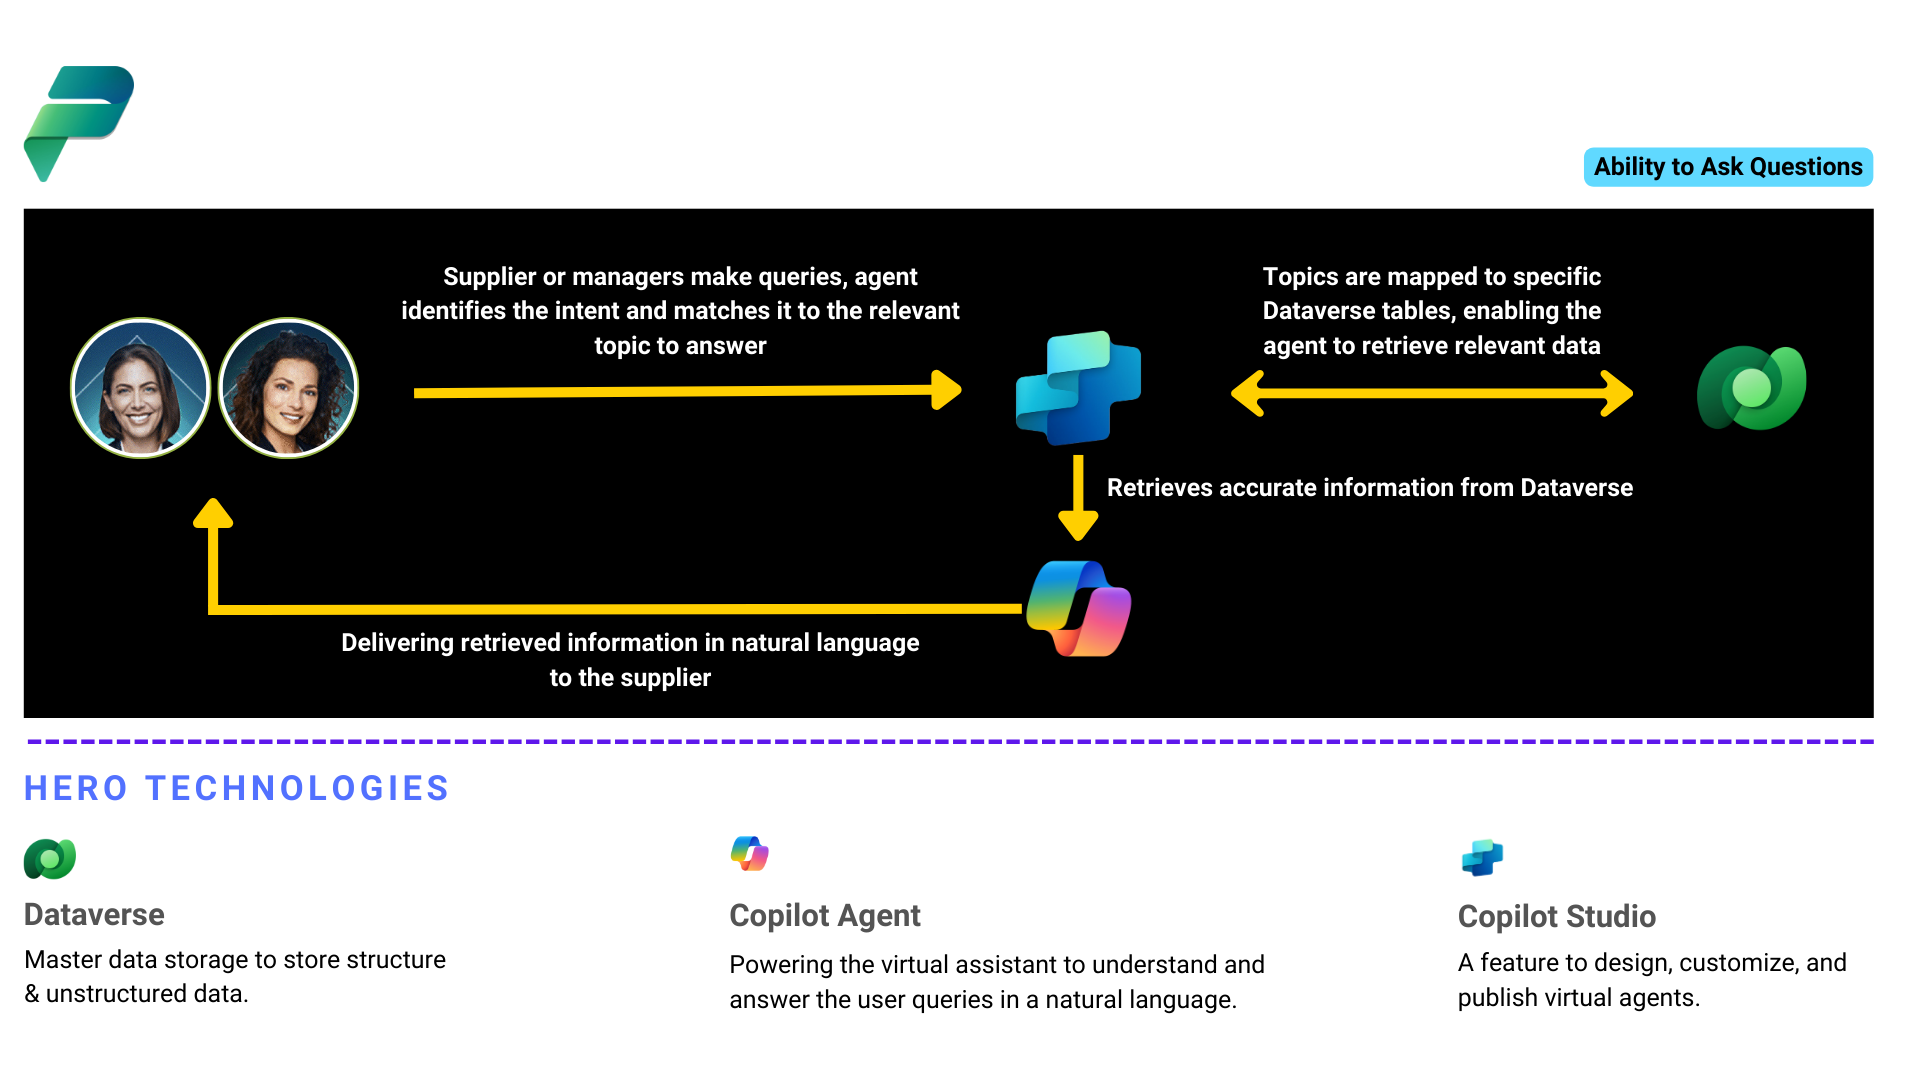 Ability to Ask Questions
Supplier or managers make queries, agent
identifies the intent and matches it to the relevant
topic to answer
Topics are mapped to specific
Dataverse tables, enabling the
agent to retrieve relevant data
Retrieves accurate information from Dataverse
Delivering retrieved information in natural language
to the supplier
HERO TECHNOLOGIES
Dataverse
Master data storage to store structure
& unstructured data.
Copilot Agent
Powering the virtual assistant to understand and
answer the user queries in a natural language.
Copilot Studio
A feature to design, customize, and
publish virtual agents.